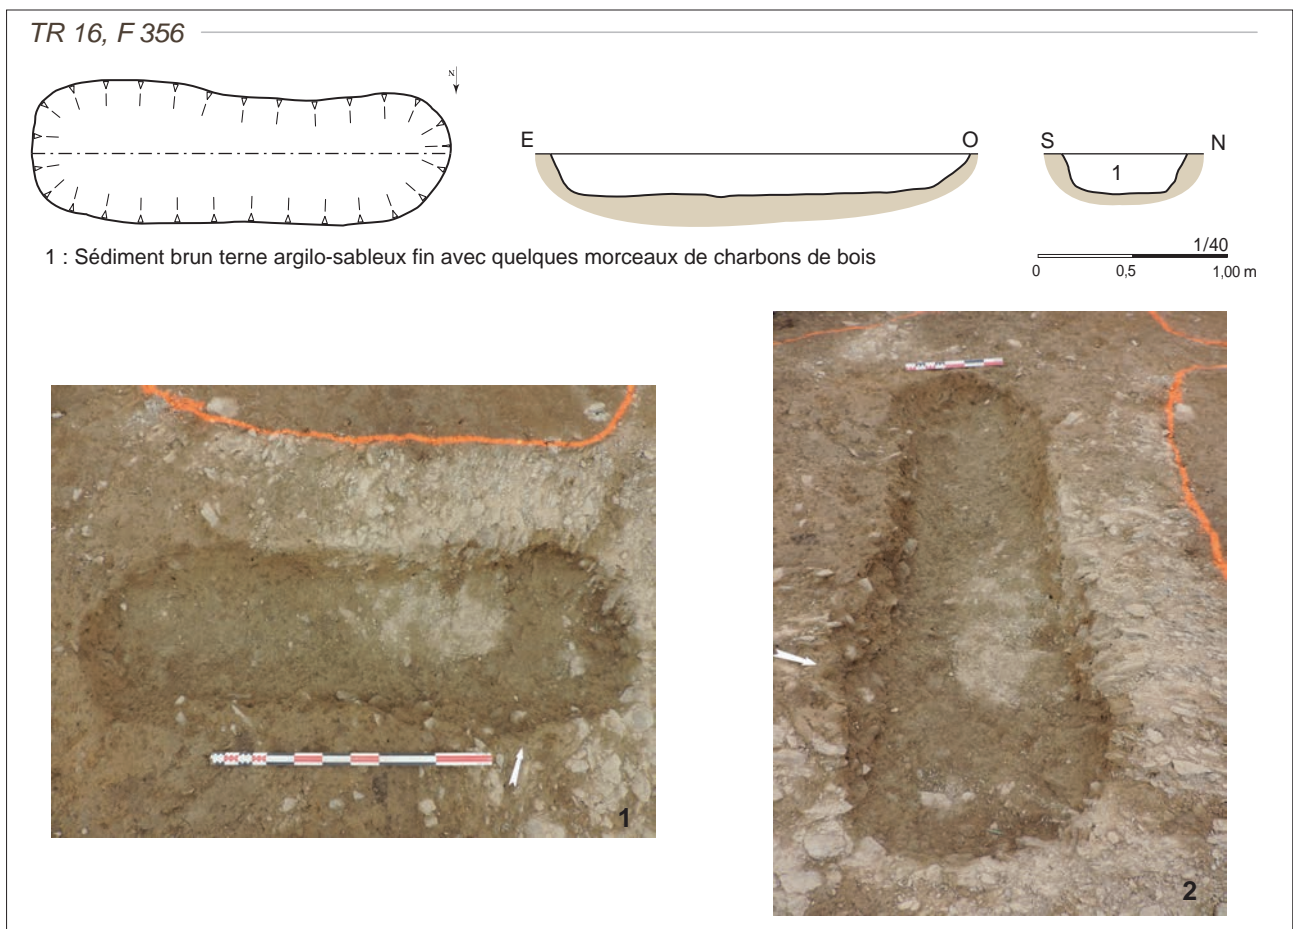 TR 16, F 356
N
E
O
S
N
1
1 : Sédiment brun terne argilo-sableux fin avec quelques morceaux de charbons de bois
1/40
0
0,5
1,00 m
1
2